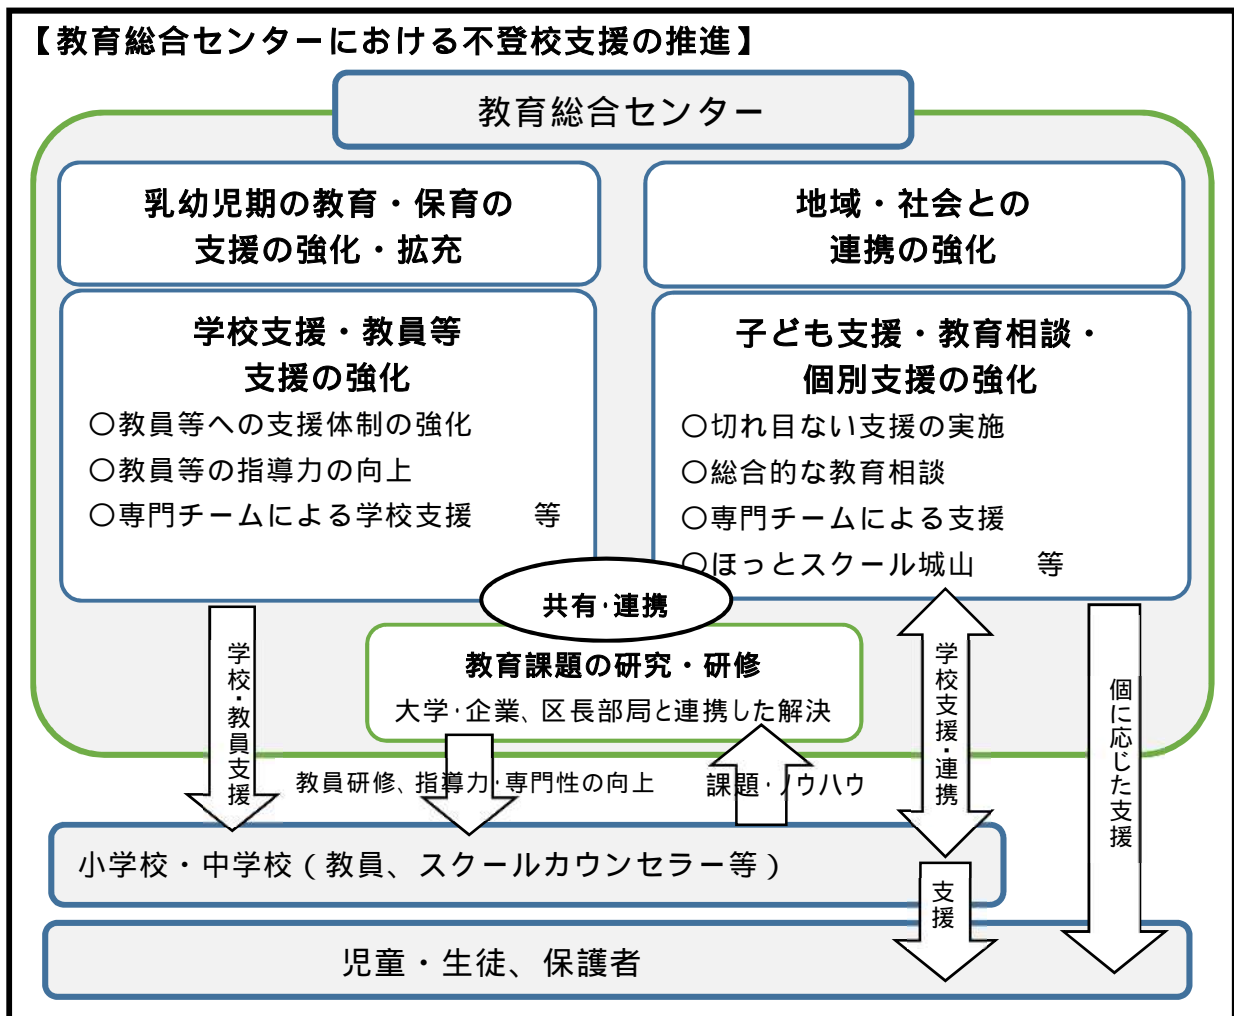 【教育総合センターにおける不登校支援の推進】
教育総合センター
乳幼児期の教育・保育の
支援の強化・拡充
地域・社会との
連携の強化
学校支援・教員等
支援の強化
○教員等への支援体制の強化
○教員等の指導力の向上
○専門チームによる学校支援　　等
子ども支援・教育相談・
個別支援の強化
○切れ目ない支援の実施
○総合的な教育相談
○専門チームによる支援
○ほっとスクール城山　　等
共有・連携
教育課題の研究・研修
大学・企業、区長部局と連携した解決
学校・教員支援
教員研修、指導力・専門性の向上
課題・ノウハウ
学校支援・連携
個に応じた支援
小学校・中学校（教員、スクールカウンセラー等）
支援
児童・生徒、保護者